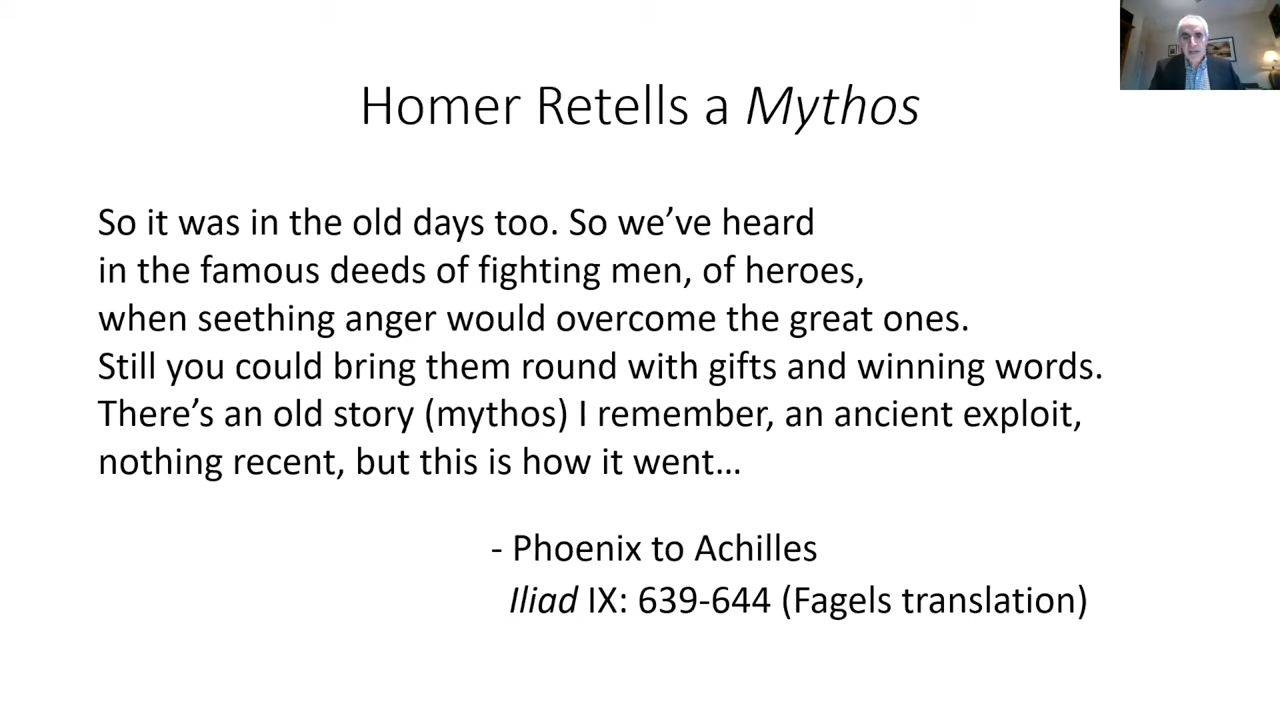 Homer Retells a Mythos
So it was in the old days too. So we’ve heard
in the famous deeds of fighting men, of heroes,
when seething anger would overcome the great ones.
Still you could bring them round with gifts and winning words.
There’s an old story (mythos) I remember, an ancient exploit,
nothing recent, but this is how it went…
- Phoenix to Achilles
Iliad IX: 639-644 (Fagels translation)